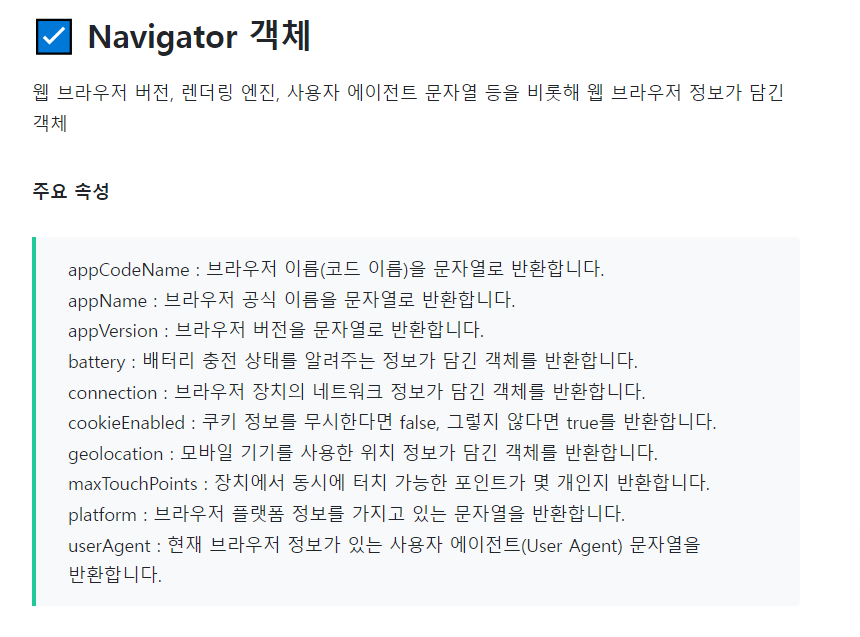 Navigator 객체
웹 브라우저 버전, 렌더링 엔진, 사용자 에이전트 문자열 등을 비롯해 웹 브라우저 정보가 담긴
객체
주요 속성
appCodeName : 브라우저 이름(코드 이름)을 문자열로 반환합니다.
appName : 브라우저 공식 이름을 문자열로 반환합니다.
appVersion : 브라우저 버전을 문자열로 반환합니다.
battery : 배터리 충전 상태를 알려주는 정보가 담긴 객체를 반환합니다.
connection : 브라우저 장치의 네트워크 정보가 담긴 객체를 반환합니다.
cookieEnabled : 쿠키 정보를 무시한다면 false, 그렇지 않다면 true를 반환합니다.
geolocation : 모바일 기기를 사용한 위치 정보가 담긴 객체를 반환합니다.
maxTouchPoints : 장치에서 동시에 터치 가능한 포인트가 몇 개인지 반환합니다.
platform : 브라우저 플랫폼 정보를 가지고 있는 문자열을 반환합니다.
userAgent : 현재 브라우저 정보가 있는 사용자 에이전트(User Agent) 문자열을
반환합니다.